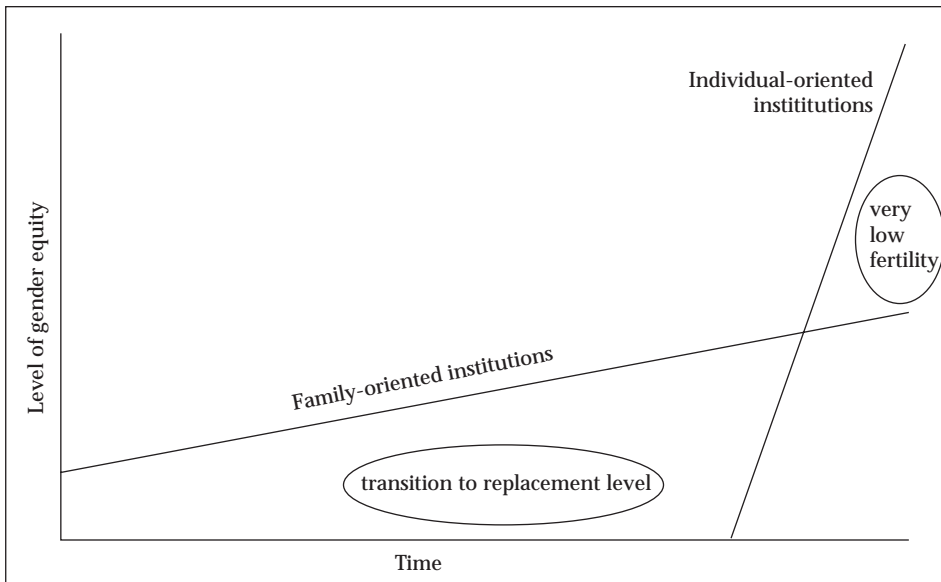 Individual-oriented
instititutions
very
low
fertility
Level of gender equity
Family-oriented institutions
transition to replacement level
Time